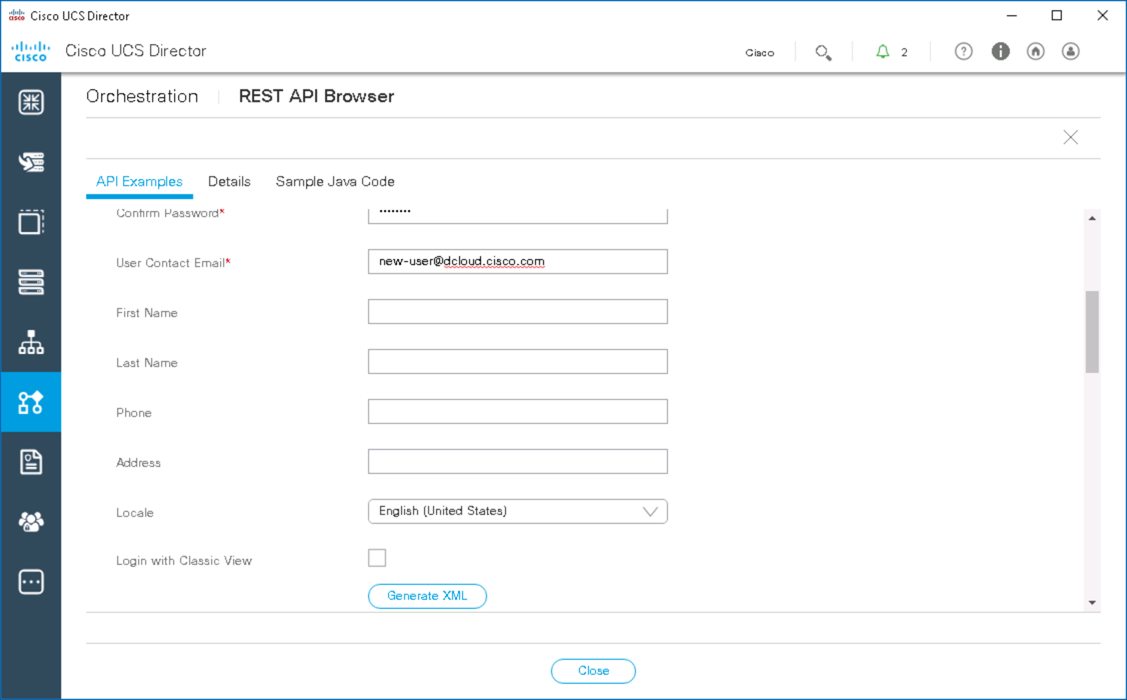 Cisco UCS Director
cisco Cisco UCS Director Cisco 2
Orchestration REST API Browser
API Examples Details Sample Java Code
Confirm Password* ••••••••
User Contact Email* new-user@dcloud.cisco.com
First Name
Last Name
Phone
Address
Locale English (United States)
Login with Classic View
Generate XML
Close